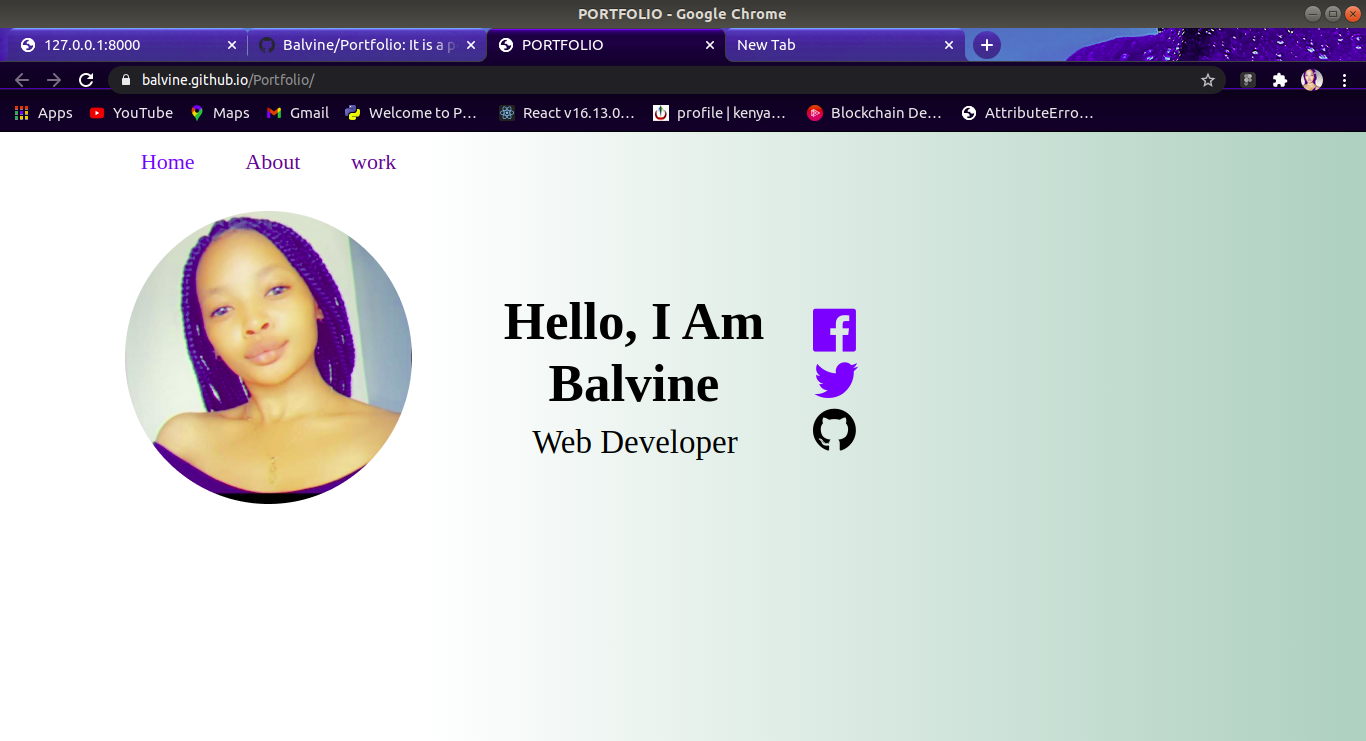 PORTFOLIO - Google Chrome
127.0.0.1:8000
Balvine/Portfolio: It is a p
PORTFOLIO
New Tab
balvine.github.io/Portfolio/
Apps
YouTube
Maps
Gmail
Welcome to P...
React v16.13.0...
profile | kenya...
Blockchain De...
AttributeErro...
Home
About
work
Hello, I Am
Balvine
Web Developer